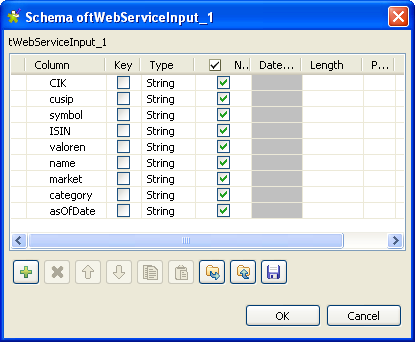 Schema oftWebServiceInput_1
tWebServiceInput_1
Column Key Type N.. Date... Length P...
CIK String
cusip String
symbol String
ISIN String
valoren String
name String
market String
category String
asOfDate String
OK Cancel